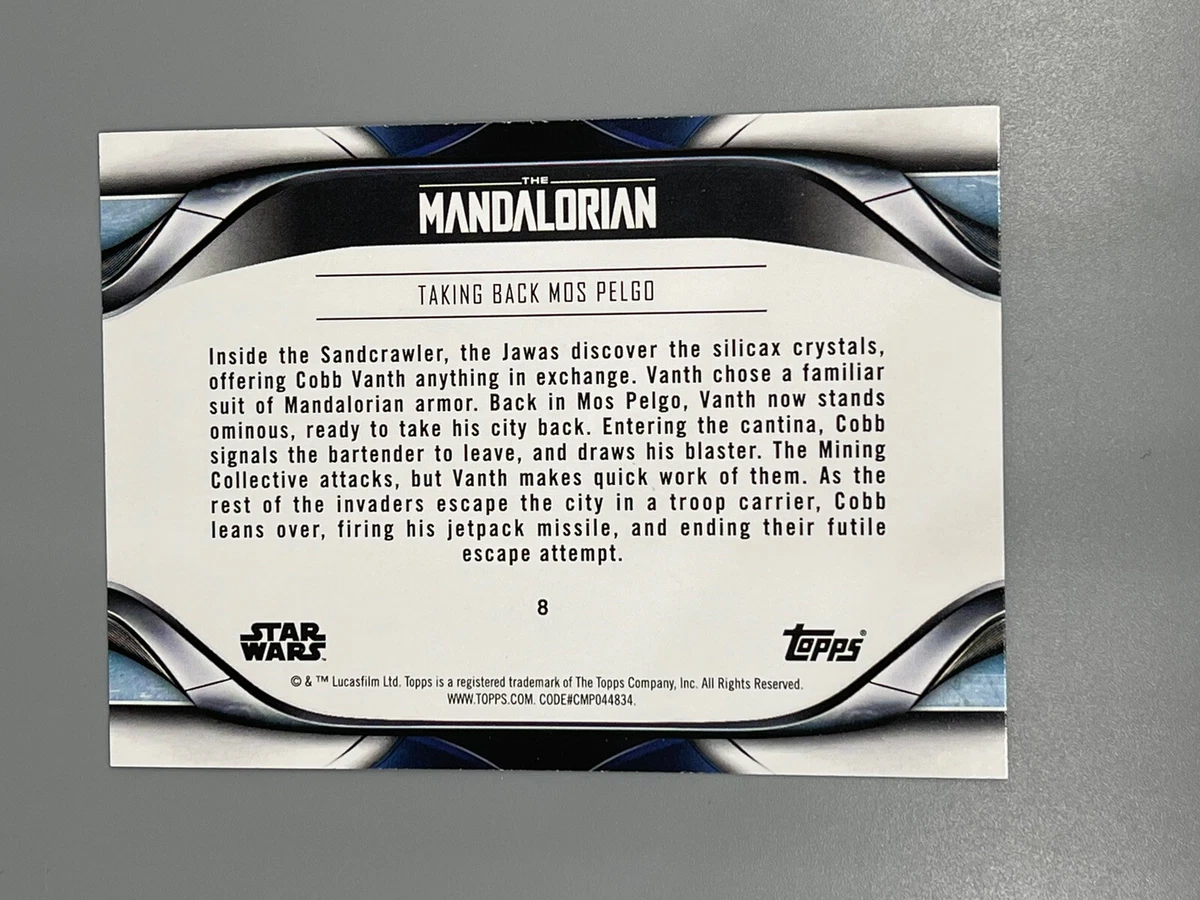 THE
MANDALORIAN
TAKING BACK MOS PELGO
Inside the Sandcrawler, the Jawas discover the silicax crystals,
offering Cobb Vanth anything in exchange. Vanth chose a familiar
suit of Mandalorian armor. Back in Mos Pelgo, Vanth now stands
ominous, ready to take his city back. Entering the cantina, Cobb
signals the bartender to leave, and draws his blaster. The Mining
Collective attacks, but Vanth makes quick work of them. As the
rest of the invaders escape the city in a troop carrier, Cobb
leans over, firing his jetpack missile, and ending their futile
escape attempt.
8
STAR
WARS™
topps®
© & ™ Lucasfilm Ltd. Topps is a registered trademark of The Topps Company, Inc. All Rights Reserved.
WWW.TOPPS.COM. CODE#CMP044834.